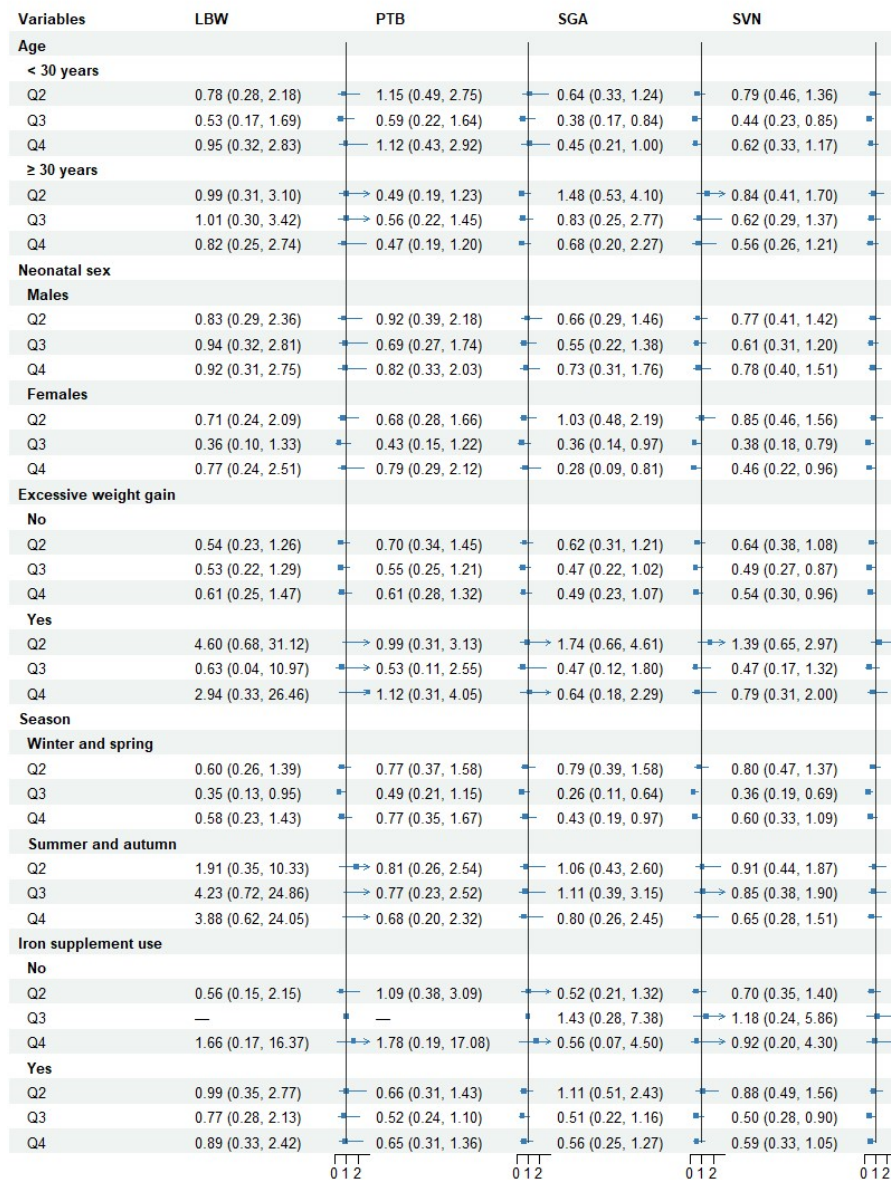 Variables LBW PTB SGA SVN
Age
< 30 years
Q2 0.78 (0.28, 2.18) 1.15 (0.49, 2.75) 0.64 (0.33, 1.24) 0.79 (0.46, 1.36)
Q3 0.53 (0.17, 1.69) 0.59 (0.22, 1.64) 0.38 (0.17, 0.84) 0.44 (0.23, 0.85)
Q4 0.95 (0.32, 2.83) 1.12 (0.43, 2.92) 0.45 (0.21, 1.00) 0.62 (0.33, 1.17)
≥ 30 years
Q2 0.99 (0.31, 3.10) 0.49 (0.19, 1.23) 1.48 (0.53, 4.10) 0.84 (0.41, 1.70)
Q3 1.01 (0.30, 3.42) 0.56 (0.22, 1.45) 0.83 (0.25, 2.77) 0.62 (0.29, 1.37)
Q4 0.82 (0.25, 2.74) 0.47 (0.19, 1.20) 0.68 (0.20, 2.27) 0.56 (0.26, 1.21)
Neonatal sex
Males
Q2 0.83 (0.29, 2.36) 0.92 (0.39, 2.18) 0.66 (0.29, 1.46) 0.77 (0.41, 1.42)
Q3 0.94 (0.32, 2.81) 0.69 (0.27, 1.74) 0.55 (0.22, 1.38) 0.61 (0.31, 1.20)
Q4 0.92 (0.31, 2.75) 0.82 (0.33, 2.03) 0.73 (0.31, 1.76) 0.78 (0.40, 1.51)
Females
Q2 0.71 (0.24, 2.09) 0.68 (0.28, 1.66) 1.03 (0.48, 2.19) 0.85 (0.46, 1.56)
Q3 0.36 (0.10, 1.33) 0.43 (0.15, 1.22) 0.36 (0.14, 0.97) 0.38 (0.18, 0.79)
Q4 0.77 (0.24, 2.51) 0.79 (0.29, 2.12) 0.28 (0.09, 0.81) 0.46 (0.22, 0.96)
Excessive weight gain
No
Q2 0.54 (0.23, 1.26) 0.70 (0.34, 1.45) 0.62 (0.31, 1.21) 0.64 (0.38, 1.08)
Q3 0.53 (0.22, 1.29) 0.55 (0.25, 1.21) 0.47 (0.22, 1.02) 0.49 (0.27, 0.87)
Q4 0.61 (0.25, 1.47) 0.61 (0.28, 1.32) 0.49 (0.23, 1.07) 0.54 (0.30, 0.96)
Yes
Q2 4.60 (0.68, 31.12) 0.99 (0.31, 3.13) 1.74 (0.66, 4.61) 1.39 (0.65, 2.97)
Q3 0.63 (0.04, 10.97) 0.53 (0.11, 2.55) 0.47 (0.12, 1.80) 0.47 (0.17, 1.32)
Q4 2.94 (0.33, 26.46) 1.12 (0.31, 4.05) 0.64 (0.18, 2.29) 0.79 (0.31, 2.00)
Season
Winter and spring
Q2 0.60 (0.26, 1.39) 0.77 (0.37, 1.58) 0.79 (0.39, 1.58) 0.80 (0.47, 1.37)
Q3 0.35 (0.13, 0.95) 0.49 (0.21, 1.15) 0.26 (0.11, 0.64) 0.36 (0.19, 0.69)
Q4 0.58 (0.23, 1.43) 0.77 (0.35, 1.67) 0.43 (0.19, 0.97) 0.60 (0.33, 1.09)
Summer and autumn
Q2 1.91 (0.35, 10.33) 0.81 (0.26, 2.54) 1.06 (0.43, 2.60) 0.91 (0.44, 1.87)
Q3 4.23 (0.72, 24.86) 0.77 (0.23, 2.52) 1.11 (0.39, 3.15) 0.85 (0.38, 1.90)
Q4 3.88 (0.62, 24.05) 0.68 (0.20, 2.32) 0.80 (0.26, 2.45) 0.65 (0.28, 1.51)
Iron supplement use
No
Q2 0.56 (0.15, 2.15) 1.09 (0.38, 3.09) 0.52 (0.21, 1.32) 0.70 (0.35, 1.40)
Q3 — — 1.43 (0.28, 7.38) 1.18 (0.24, 5.86)
Q4 1.66 (0.17, 16.37) 1.78 (0.19, 17.08) 0.56 (0.07, 4.50) 0.92 (0.20, 4.30)
Yes
Q2 0.99 (0.35, 2.77) 0.66 (0.31, 1.43) 1.11 (0.51, 2.43) 0.88 (0.49, 1.56)
Q3 0.77 (0.28, 2.13) 0.52 (0.24, 1.10) 0.51 (0.22, 1.16) 0.50 (0.28, 0.90)
Q4 0.89 (0.33, 2.42) 0.65 (0.31, 1.36) 0.56 (0.25, 1.27) 0.59 (0.33, 1.05)
0 1 2 0 1 2 0 1 2 0 1 2